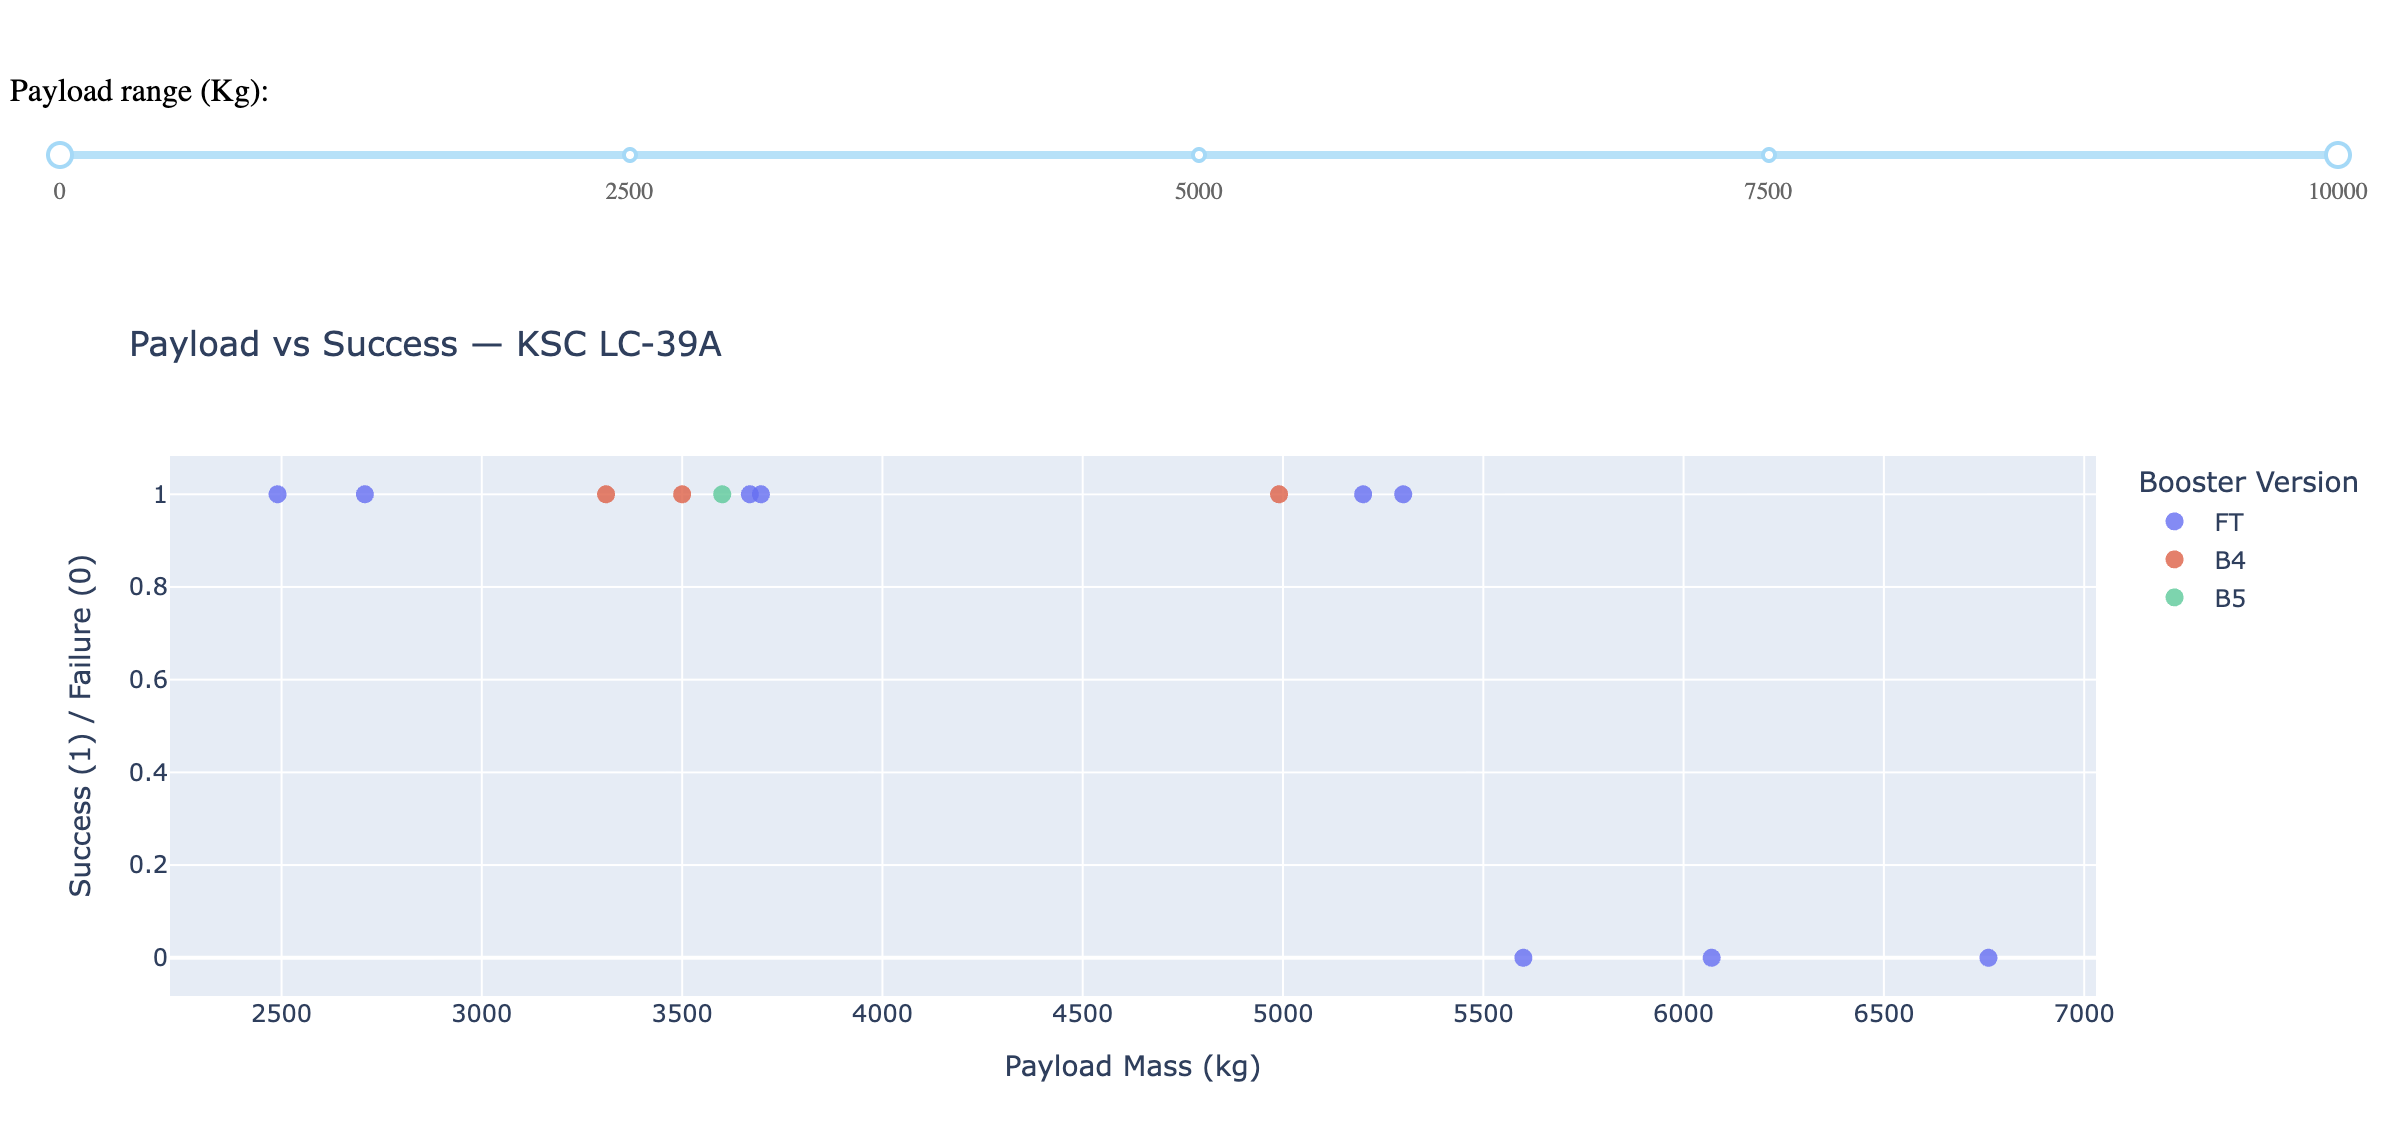 Payload range (Kg):
0 2500 5000 7500 10000
Payload vs Success — KSC LC-39A
Booster Version
FT
B4
B5
Success (1) / Failure (0)
1
0.8
0.6
0.4
0.2
0
2500 3000 3500 4000 4500 5000 5500 6000 6500 7000
Payload Mass (kg)